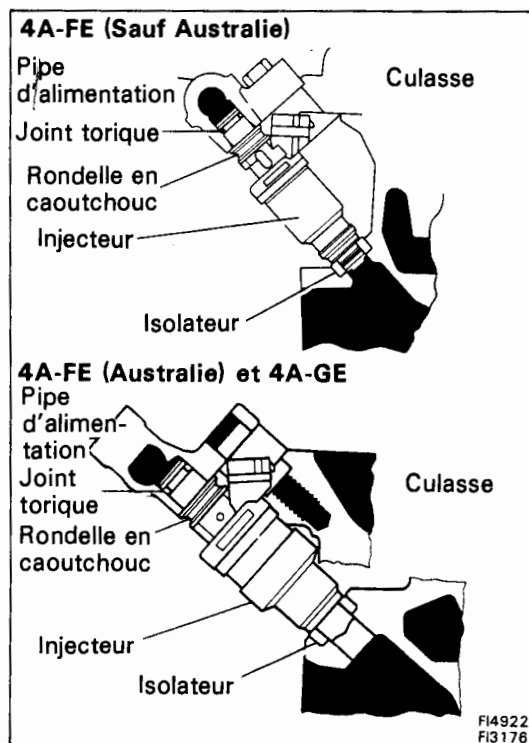 4A-FE (Sauf Australie)
Pipe
d'alimentation
Culasse
Joint torique
Rondelle en
caoutchouc
Injecteur
Isolateur
4A-FE (Australie) et 4A-GE
Pipe
d'alimen-
tation
Joint
torique
Culasse
Rondelle en
caoutchouc
Injecteur
Isolateur
FI4922
FI3176